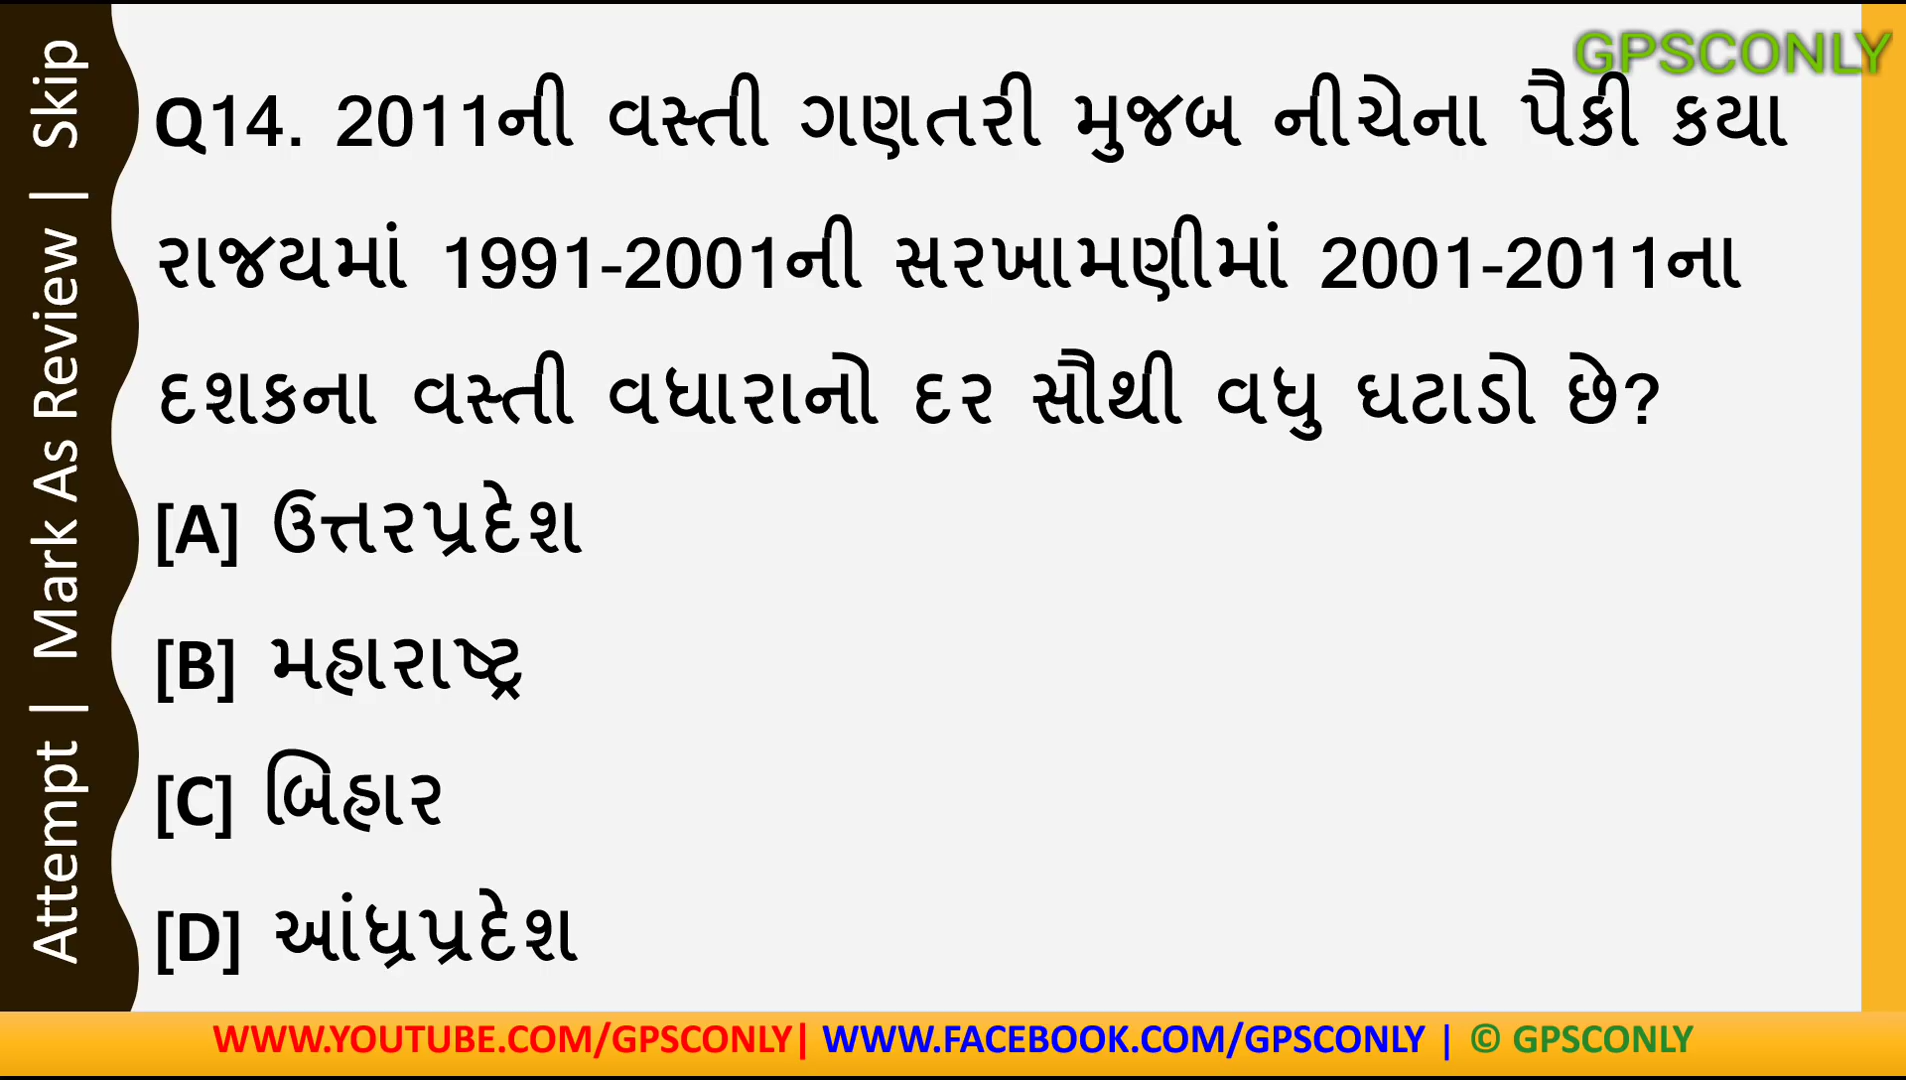 Attempt | Mark As Review | Skip
GPSCONLY
Q14. 2011ની વસ્તી ગણતરી મુજબ નીચેના પૈકી કયા
રાજયમાં 1991-2001ની સરખામણીમાં 2001-2011ના
દશકના વસ્તી વધારાનો દર સૌથી વધુ ઘટાડો છે?
[A] ઉત્તરપ્રદેશ
[B] મહારાષ્ટ્ર
[C] બિહાર
[D] આંધ્રપ્રદેશ
WWW.YOUTUBE.COM/GPSCONLY| WWW.FACEBOOK.COM/GPSCONLY | © GPSCONLY